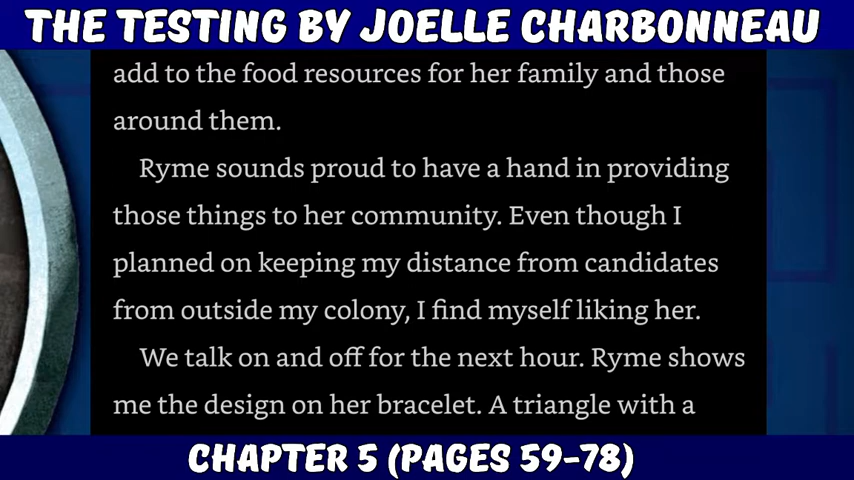 THE TESTING BY JOELLE CHARBONNEAU
add to the food resources for her family and those
around them.
Ryme sounds proud to have a hand in providing
those things to her community. Even though I
planned on keeping my distance from candidates
from outside my colony, I find myself liking her.
We talk on and off for the next hour. Ryme shows
me the design on her bracelet. A triangle with a
CHAPTER 5 (PAGES 59-78)